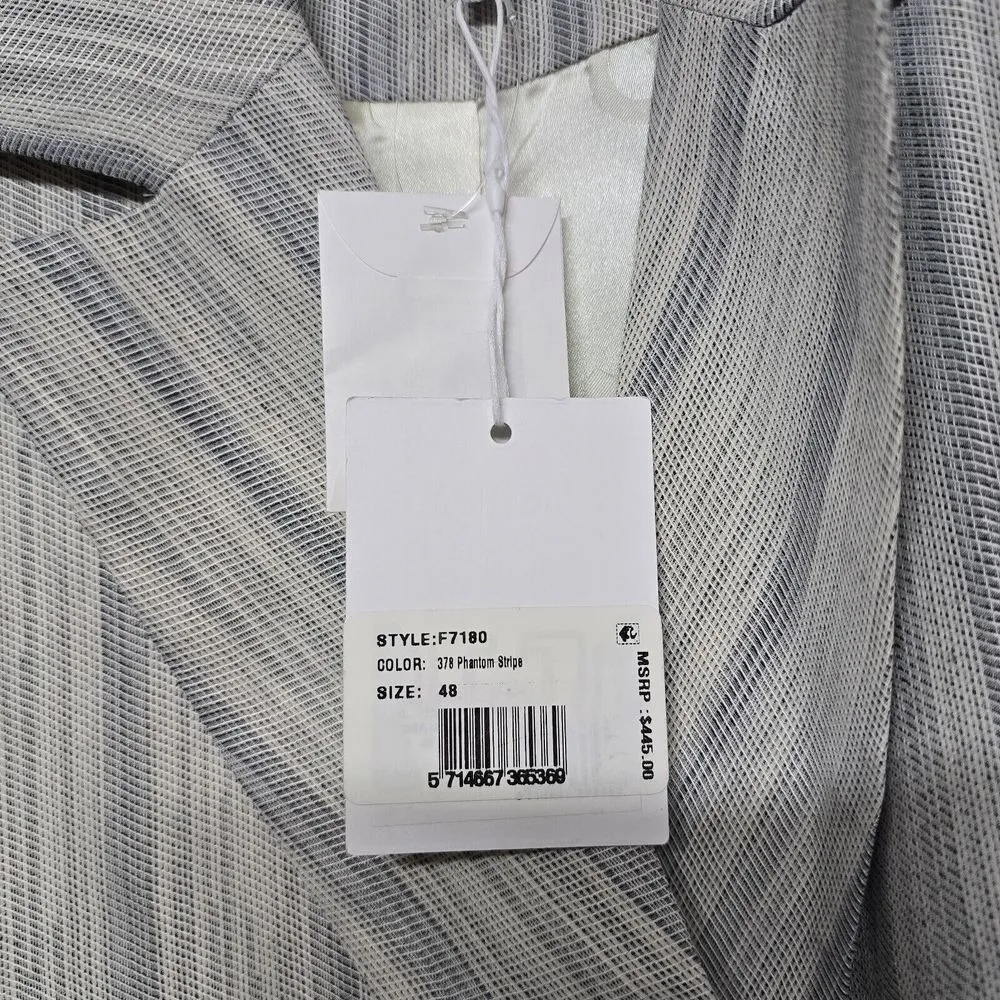 STYLE:F7180
COLOR: 378 Phantom Stripe
SIZE: 48
5 714667 365369
MSRP :$445.00